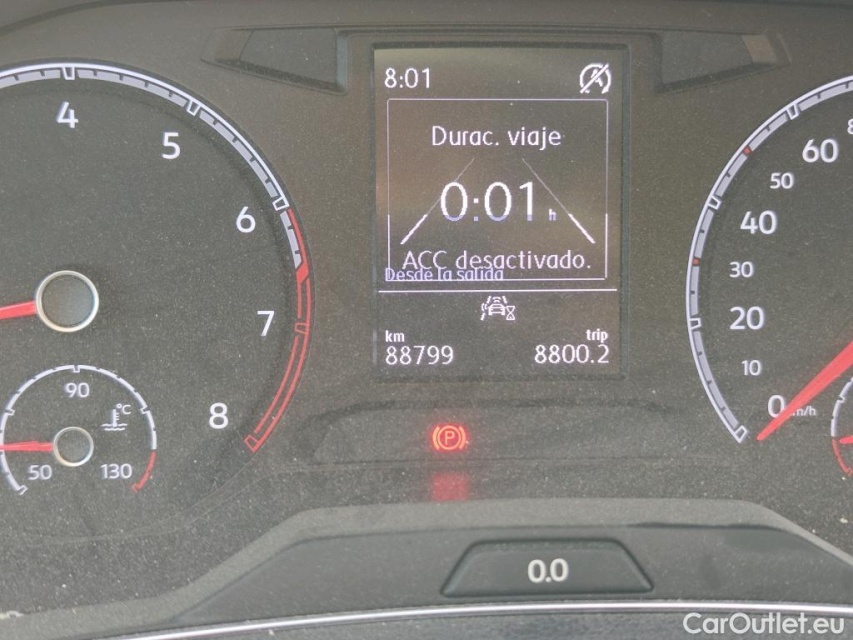 8:01
Durac. viaje
0:01 h
ACC desactivado.
Desde la salida
km
trip
88799
8800.2
4
5
6
7
8
90
°C
50
130
60
50
40
30
20
10
0
P
0.0
CarOutlet.eu